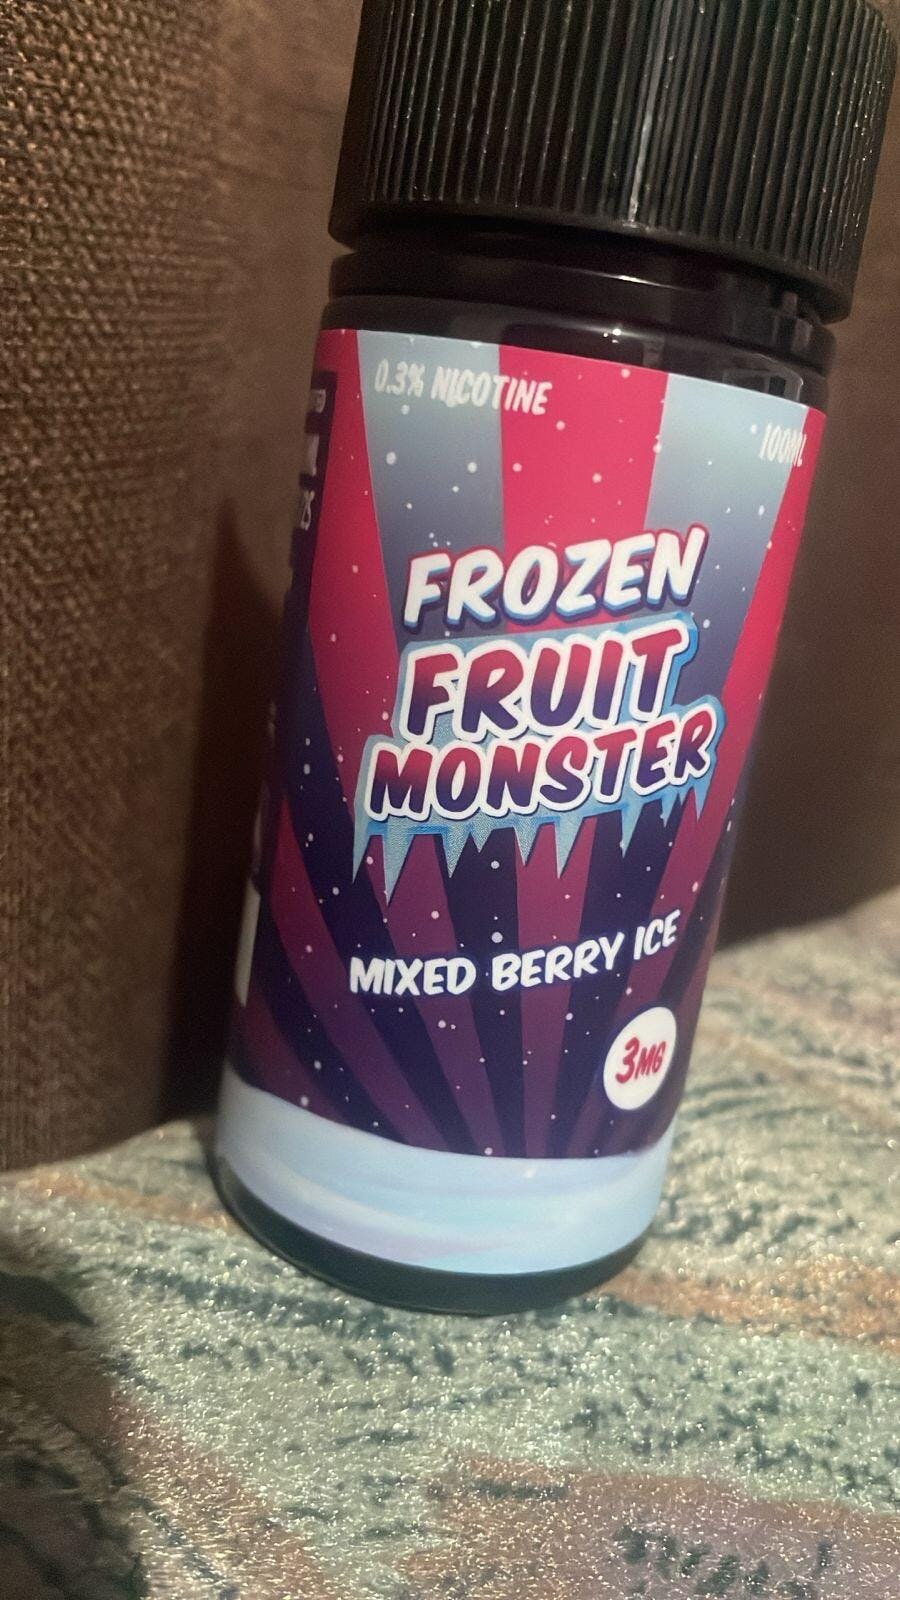 0.3% NICOTINE
100ML
FROZEN
FRUIT
MONSTER
MIXED BERRY ICE
3MG